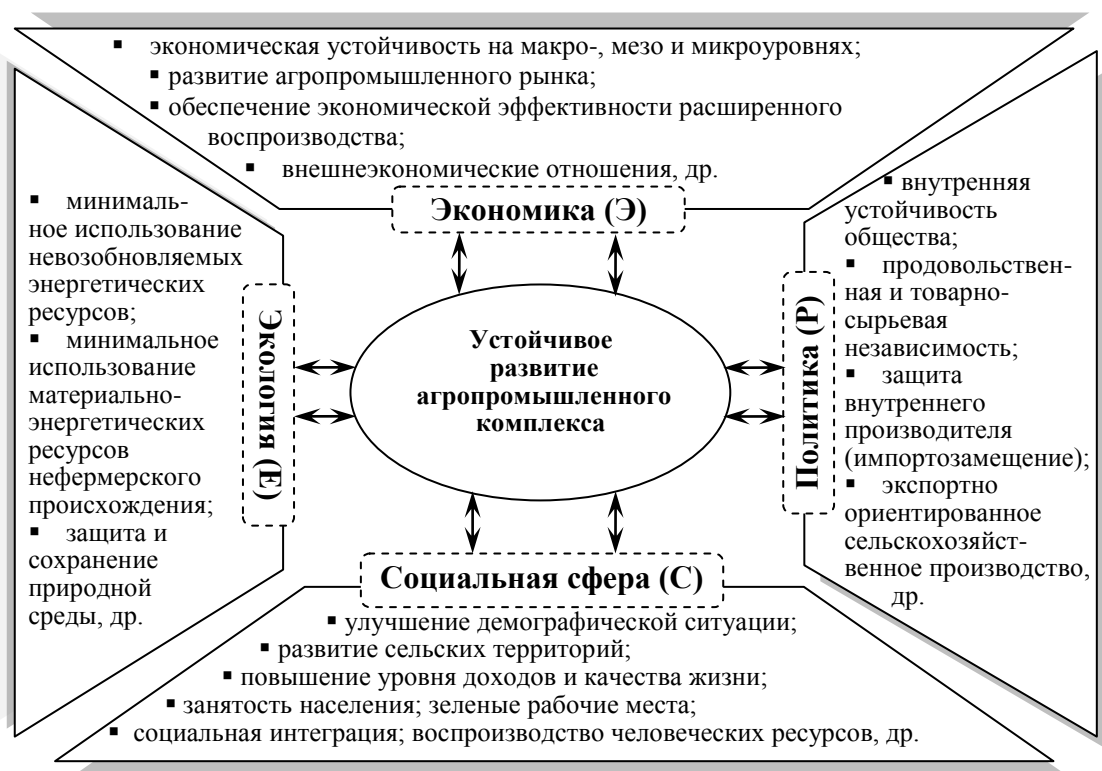 ▪ экономическая устойчивость на макро-, мезо и микроуровнях;
▪ развитие агропромышленного рынка;
▪ обеспечение экономической эффективности расширенного
воспроизводства;
▪ внешнеэкономические отношения, др.
Экономика (Э)
▪ минималь-
ное использование
невозобновляемых
энергетических
ресурсов;
▪ минимальное
использование
материально-
энергетических
ресурсов
нефермерского
происхождения;
▪ защита и
сохранение
природной
среды, др.
Экология (Е)
Устойчивое
развитие
агропромышленного
комплекса
Политика (Р)
▪ внутренняя
устойчивость
общества;
▪ продовольствен-
ная и товарно-
сырьевая
независимость;
▪ защита
внутреннего
производителя
(импортозамещение);
▪ экспортно
ориентированное
сельскохозяйст-
венное производство,
др.
Социальная сфера (С)
▪ улучшение демографической ситуации;
▪ развитие сельских территорий;
▪ повышение уровня доходов и качества жизни;
▪ занятость населения; зеленые рабочие места;
▪ социальная интеграция; воспроизводство человеческих ресурсов, др.